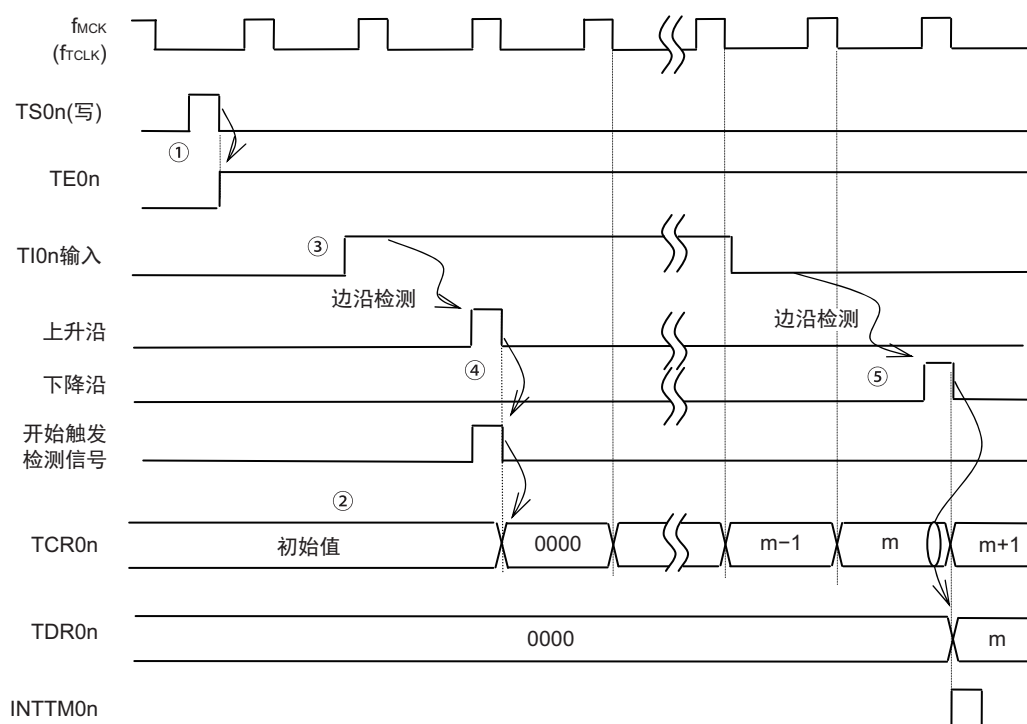 fMCK
(fTCLK)
TS0n(写)
①
TE0n
TI0n输入
③
边沿检测
边沿检测
上升沿
④
⑤
下降沿
开始触发
检测信号
②
TCR0n
初始值
0000
m−1
m
m+1
TDR0n
0000
m
INTTM0n